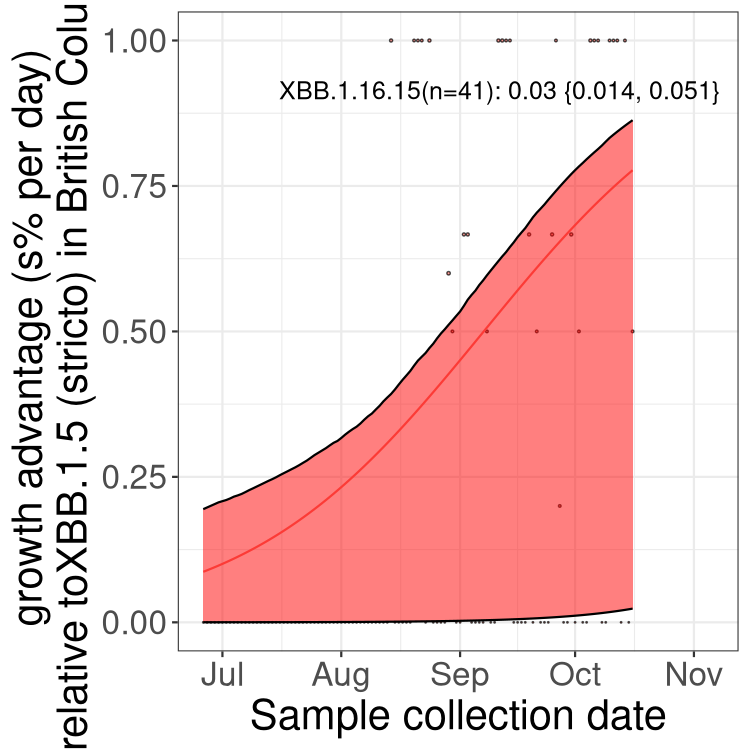 growth advantage (s% per day)
relative toXBB.1.5 (stricto) in British Colu
1.00
0.75
0.50
0.25
0.00
XBB.1.16.15(n=41): 0.03 {0.014, 0.051}
Jul Aug Sep Oct Nov
Sample collection date